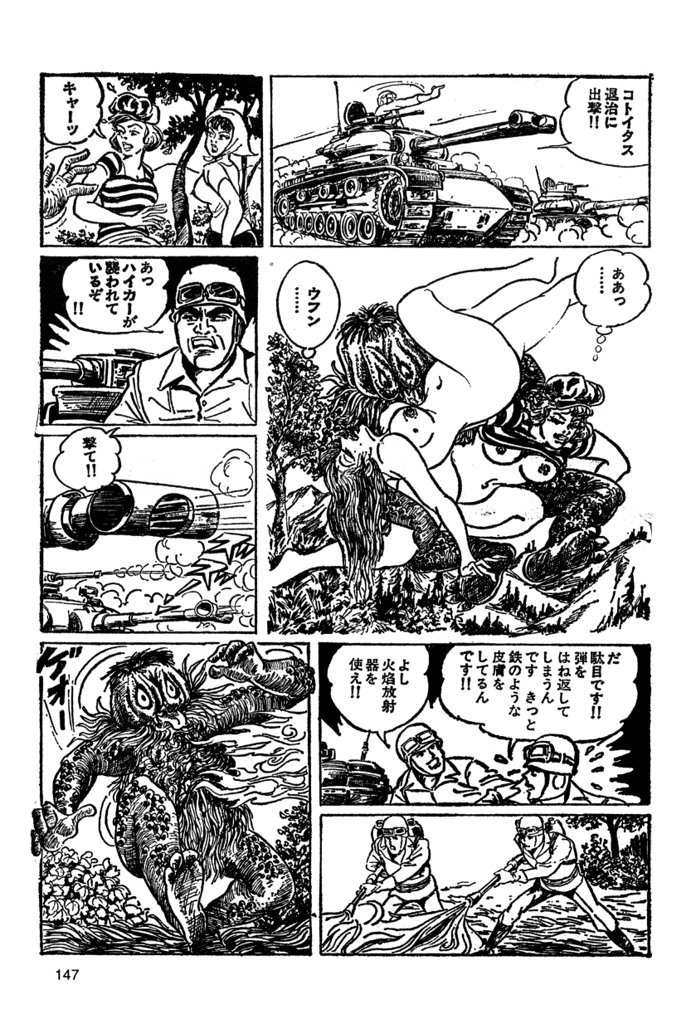 コトイタス
退治に
出撃!!
キャーッ
ああっ
……
ウフン
……
あっ
ハイカーが
襲われて
いるぞ
!!
撃て!!
だ
駄目です!!
弾を
はね返して
しまうん
です きっと
鉄のような
皮膚を
してるん
です!!
よし
火焔放射
器を
使え!!
ゲオー
147